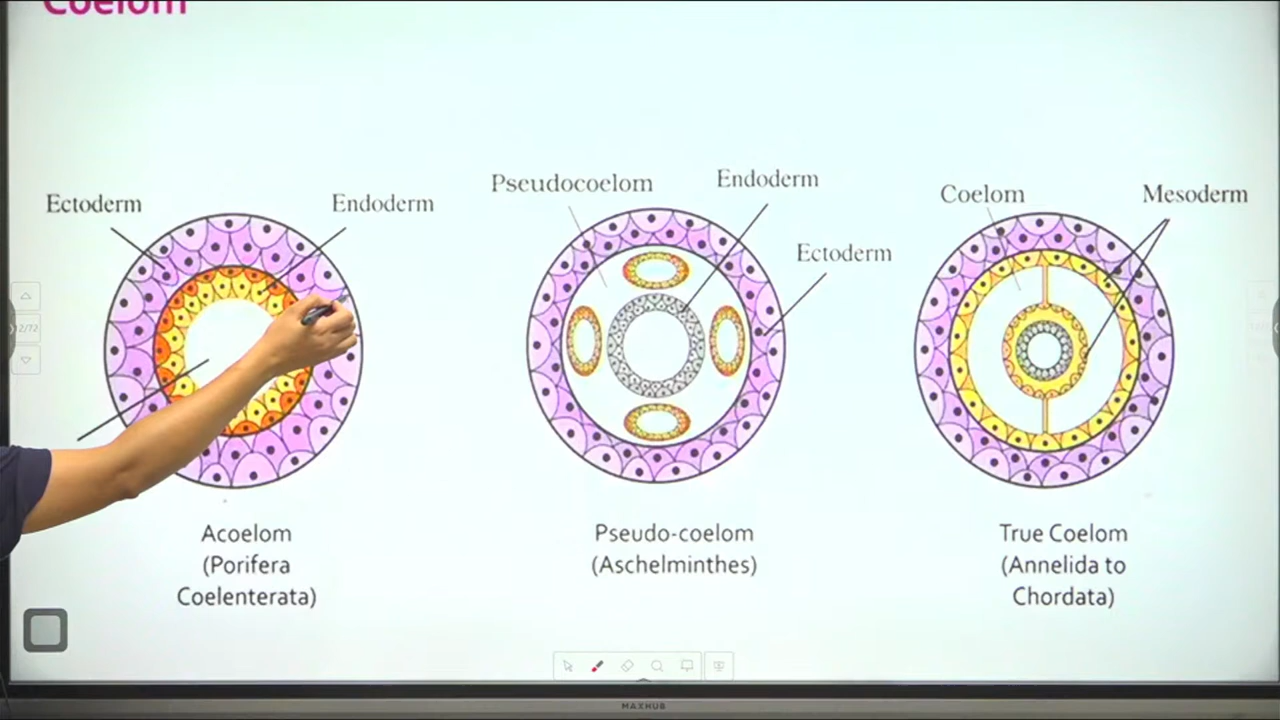 Coelom
Ectoderm
Endoderm
Pseudocoelom
Endoderm
Ectoderm
Coelom
Mesoderm
Acoelom
(Porifera
Coelenterata)
Pseudo-coelom
(Aschelminthes)
True Coelom
(Annelida to
Chordata)
MAXHUB